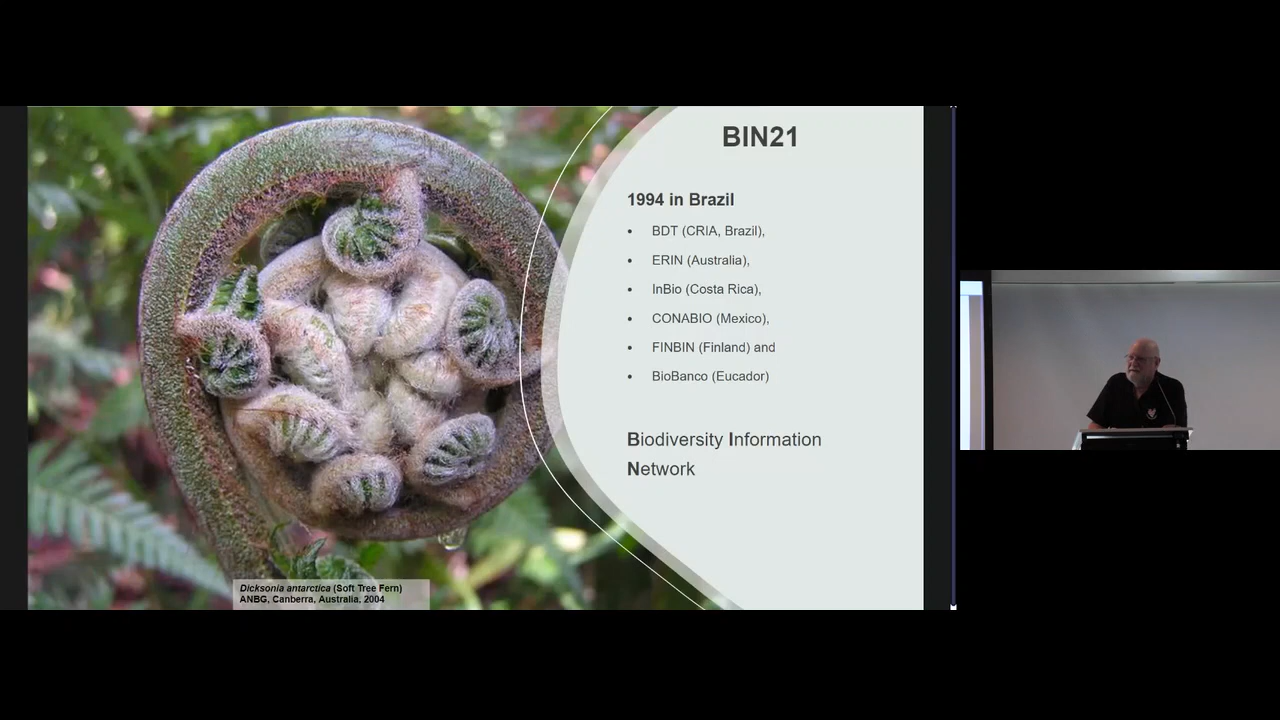 BIN21
1994 in Brazil
• BDT (CRIA, Brazil),
• ERIN (Australia),
• InBio (Costa Rica),
• CONABIO (Mexico),
• FINBIN (Finland) and
• BioBanco (Eucador)
Biodiversity Information
Network
Dicksonia antarctica (Soft Tree Fern)
ANBG, Canberra, Australia, 2004